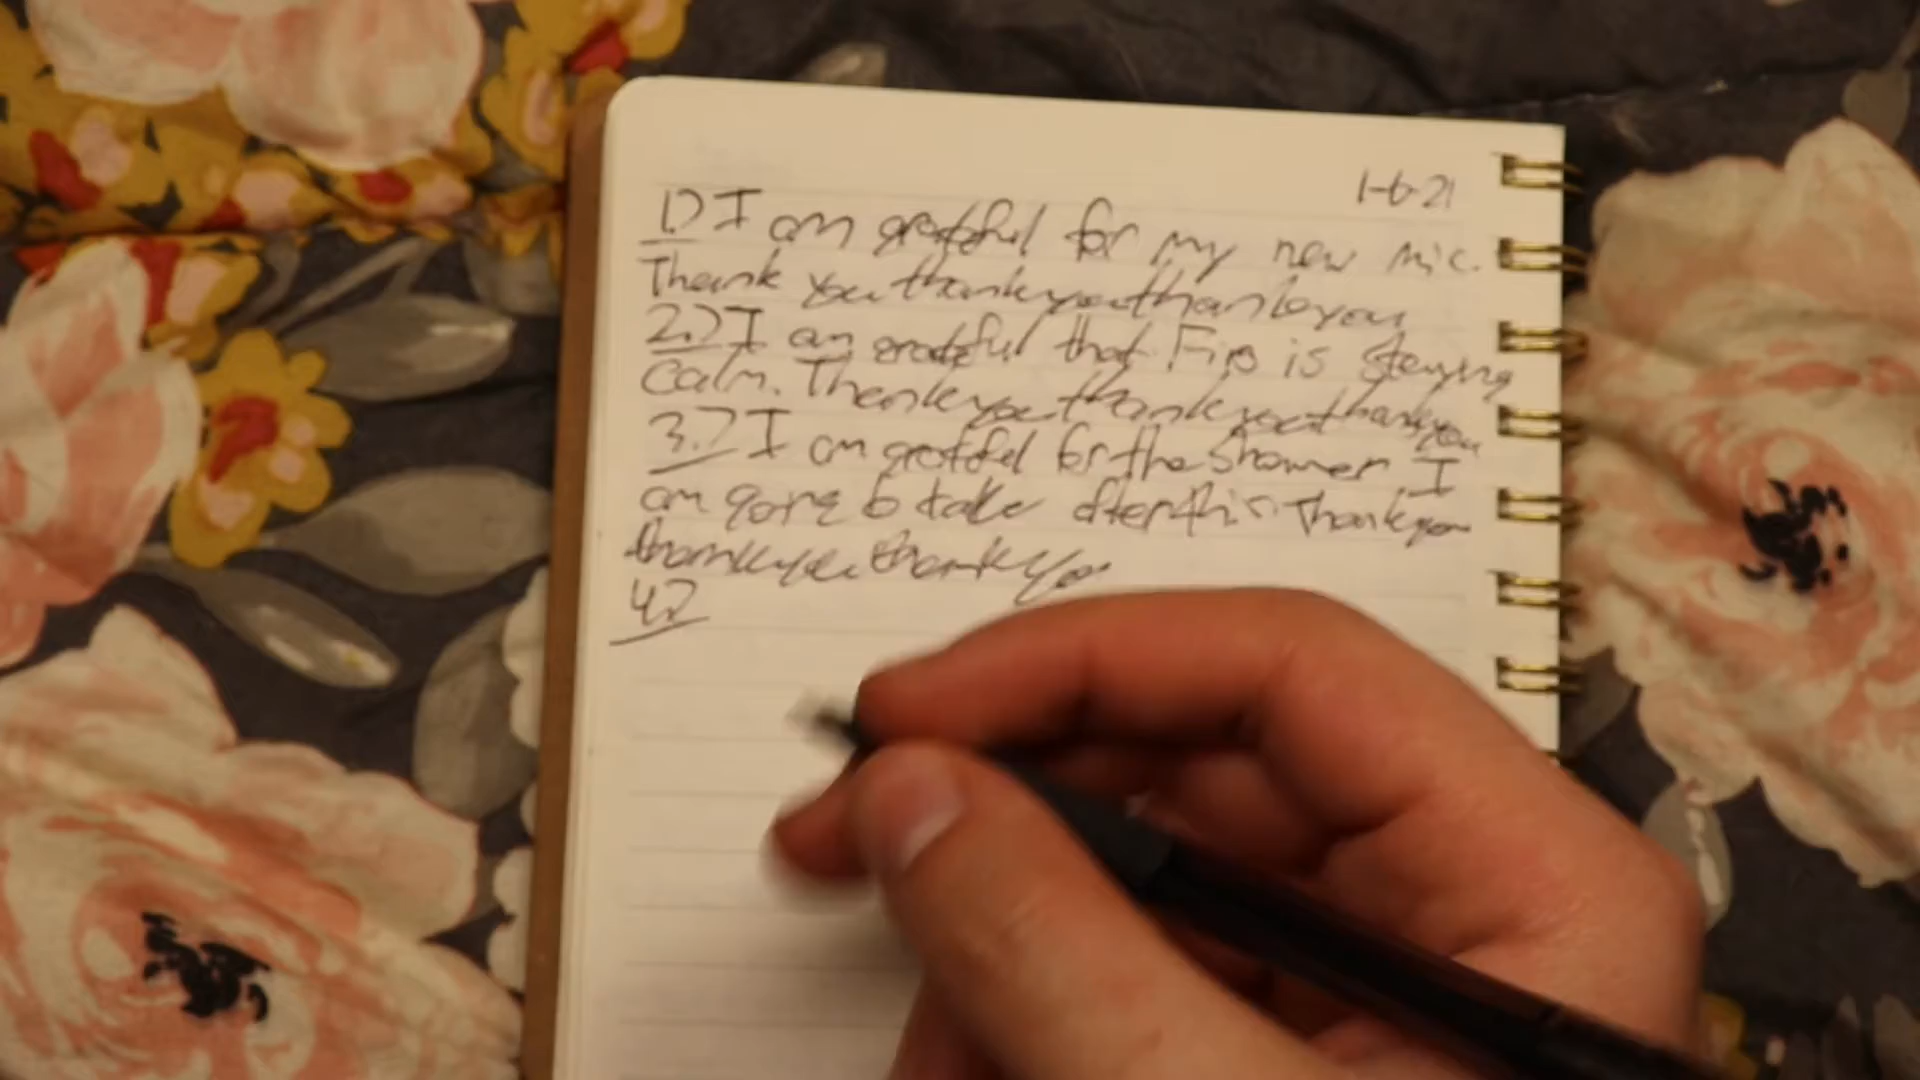 1-6-21
1.) I am grateful for my new mic.
Thank you thank you thank you
2.) I am grateful that is staying
calm. Thank you thank you thank you
3.) I am grateful for the shower I
am going to take after this Thank you
thank you thank you
4.)